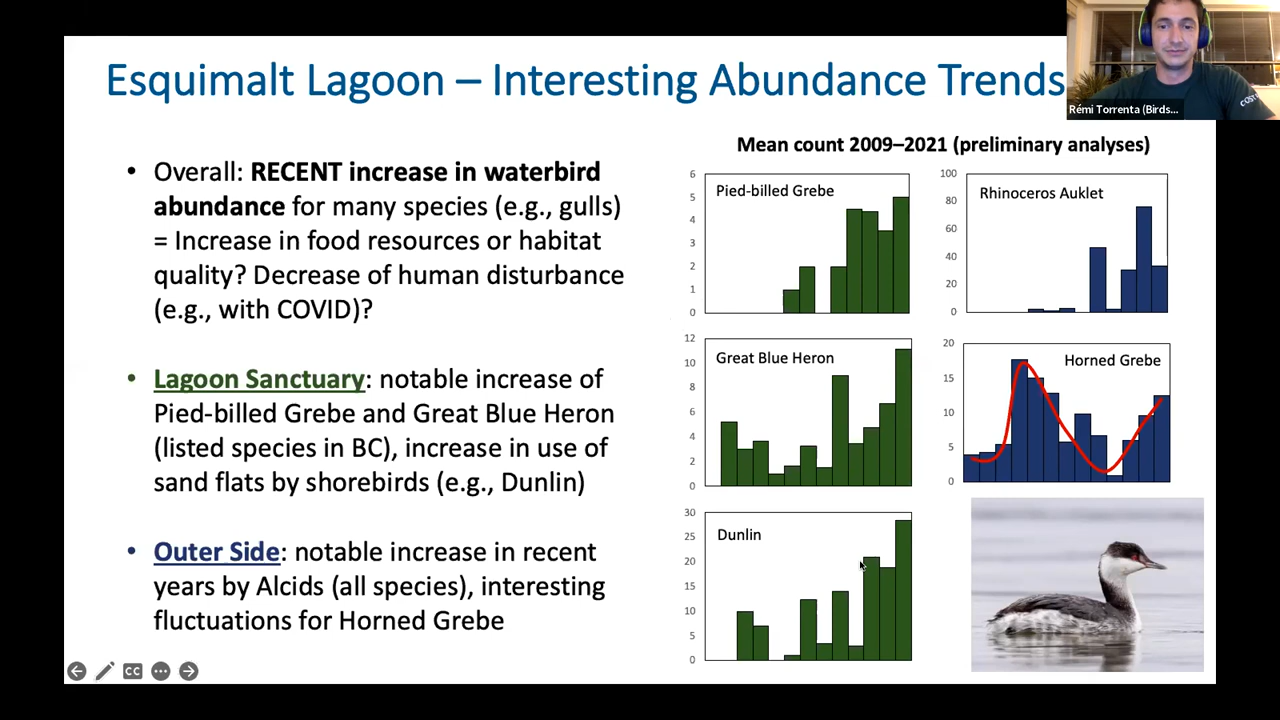 Esquimalt Lagoon – Interesting Abundance Trends
Rémi Torrenta (Birds...
Mean count 2009–2021 (preliminary analyses)
• Overall: RECENT increase in waterbird
abundance for many species (e.g., gulls)
= Increase in food resources or habitat
quality? Decrease of human disturbance
(e.g., with COVID)?
• Lagoon Sanctuary: notable increase of
Pied-billed Grebe and Great Blue Heron
(listed species in BC), increase in use of
sand flats by shorebirds (e.g., Dunlin)
• Outer Side: notable increase in recent
years by Alcids (all species), interesting
fluctuations for Horned Grebe
Pied-billed Grebe
6
5
4
3
2
1
0
Rhinoceros Auklet
100
80
60
40
20
0
Great Blue Heron
12
10
8
6
4
2
0
Horned Grebe
20
15
10
5
0
Dunlin
30
25
20
15
10
5
0
CC